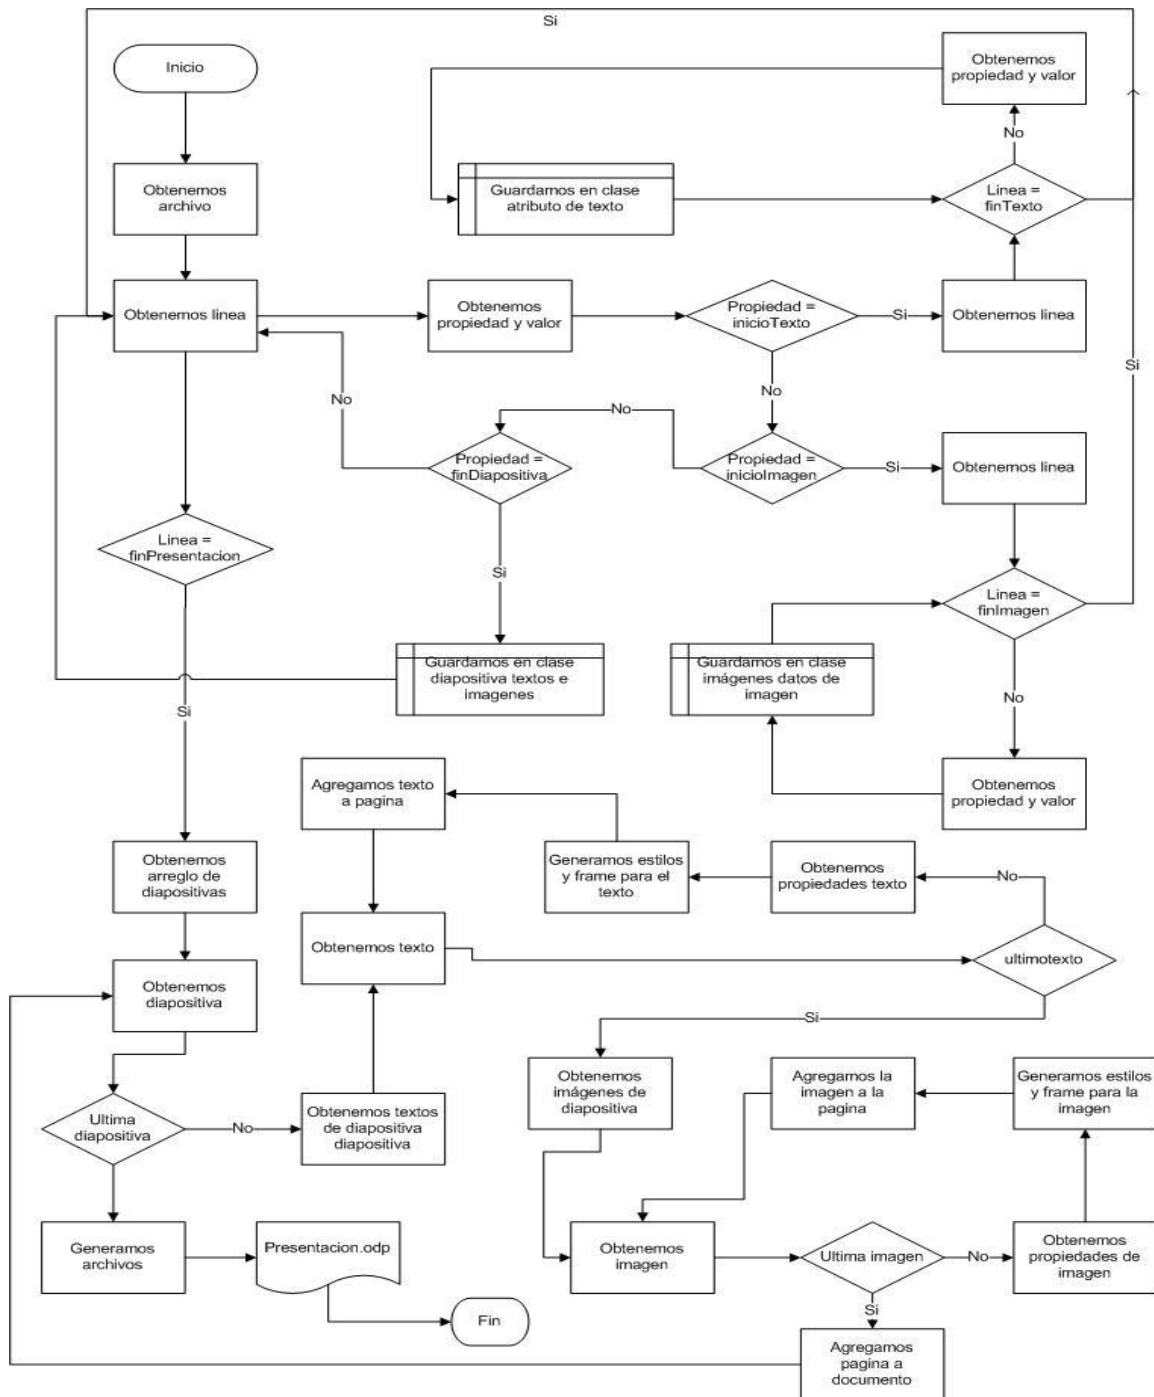 Si
Inicio
Obtenemos
propiedad y valor
No
Obtenemos
archivo
Guardamos en clase
atributo de texto
Linea =
finTexto
Obtenemos linea
Obtenemos
propiedad y valor
Propiedad =
inicioTexto
Si
Obtenemos linea
Si
No
No
No
Propiedad =
finDiapositiva
Propiedad =
inicioImagen
Si
Obtenemos linea
Linea =
finPresentacion
Si
Linea =
finImagen
Guardamos en clase
diapositiva textos e
imagenes
Guardamos en clase
imágenes datos de
imagen
No
Si
Agregamos texto
a pagina
Obtenemos
propiedad y valor
Obtenemos
arreglo de
diapositivas
Generamos estilos
y frame para el
texto
Obtenemos
propiedades texto
No
Obtenemos texto
ultimotexto
Obtenemos
diapositiva
Si
Obtenemos
imágenes de
diapositiva
Agregamos la
imagen a la
pagina
Generamos estilos
y frame para la
imagen
Ultima
diapositiva
No
Obtenemos textos
de diapositiva
diapositiva
Generamos
archivos
Presentacion.odp
Obtenemos
imagen
Ultima imagen
No
Obtenemos
propiedades de
imagen
Si
Fin
Agregamos
pagina a
documento